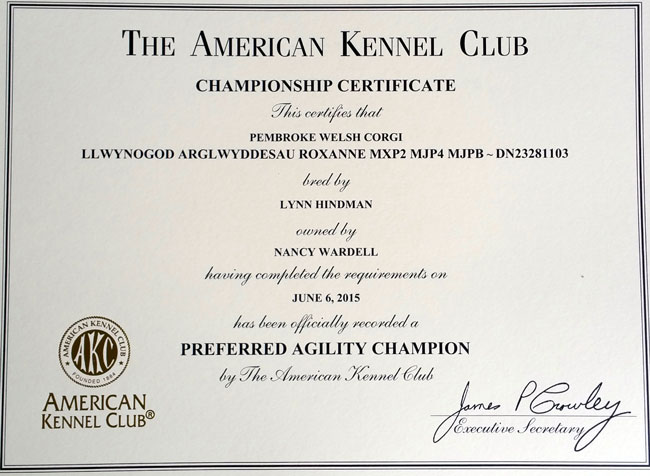 THE AMERICAN KENNEL CLUB
CHAMPIONSHIP CERTIFICATE
This certifies that
PEMBROKE WELSH CORGI
LLWYNOGOD ARGLWYDDESAU ROXANNE MXP2 MJP4 MJPB ~ DN23281103
bred by
LYNN HINDMAN
owned by
NANCY WARDELL
having completed the requirements on
JUNE 6, 2015
has been officially recorded a
PREFERRED AGILITY CHAMPION
by The American Kennel Club
AMERICAN KENNEL CLUB
AKC
FOUNDED 1884
AMERICAN
KENNEL CLUB®
James P Crowley
Executive Secretary